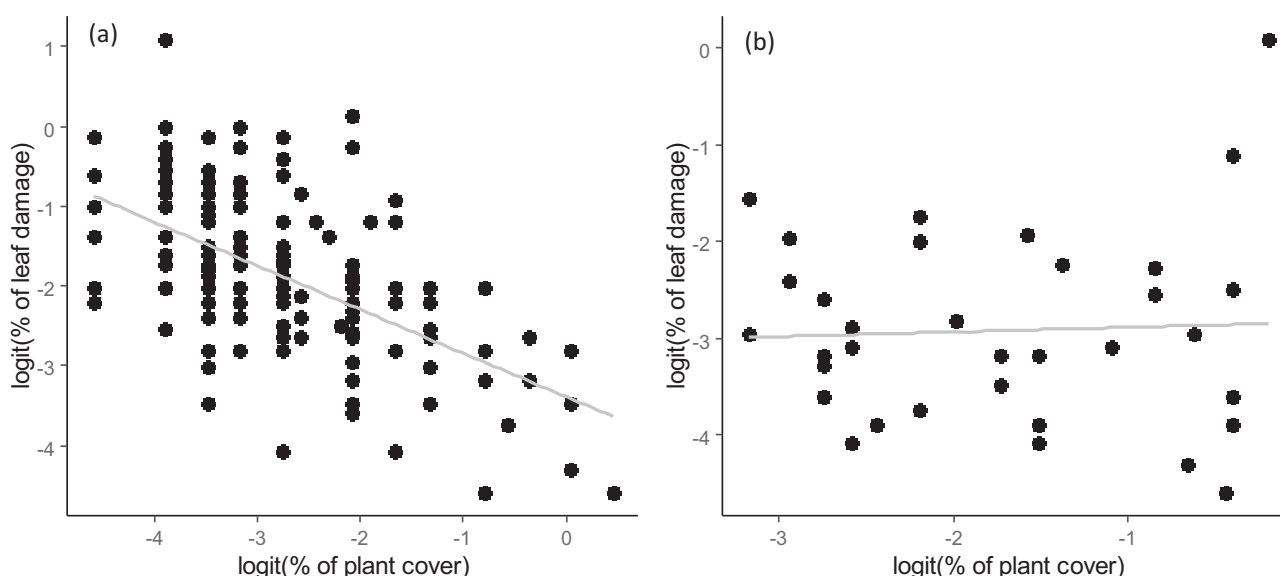 (a)
1
0
-1
-2
-3
-4
logit(% of leaf damage)
-4 -3 -2 -1 0
logit(% of plant cover)
(b)
0
-1
-2
-3
-4
logit(% of leaf damage)
-3 -2 -1
logit(% of plant cover)